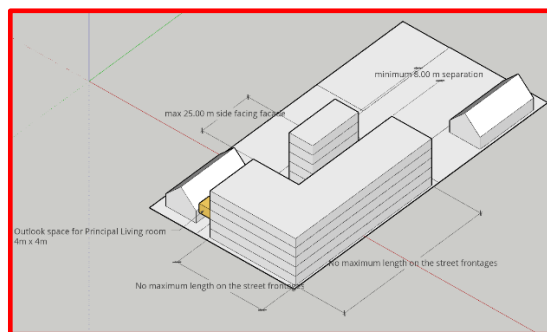 minimum 8.00 m separation
max 25.00 m side facing facade
Outlook space for Principal Living room
4m x 4m
No maximum length on the street frontages
No maximum length on the street frontages